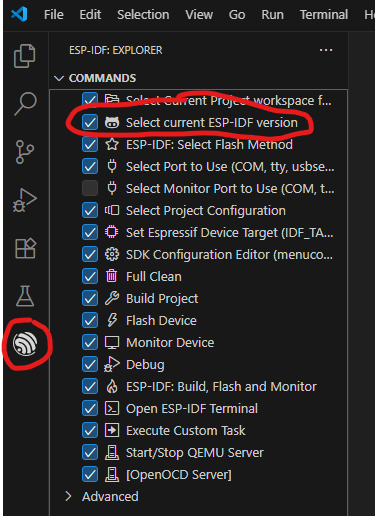 File Edit Selection View Go Run Terminal H
ESP-IDF: EXPLORER ...
COMMANDS
Select Current Project workspace f...
Select current ESP-IDF version
ESP-IDF: Select Flash Method
Select Port to Use (COM, tty, usbse...
Select Monitor Port to Use (COM, t...
Select Project Configuration
Set Espressif Device Target (IDF_TA...
SDK Configuration Editor (menuco...
Full Clean
Build Project
Flash Device
Monitor Device
Debug
ESP-IDF: Build, Flash and Monitor
Open ESP-IDF Terminal
Execute Custom Task
Start/Stop QEMU Server
[OpenOCD Server]
Advanced